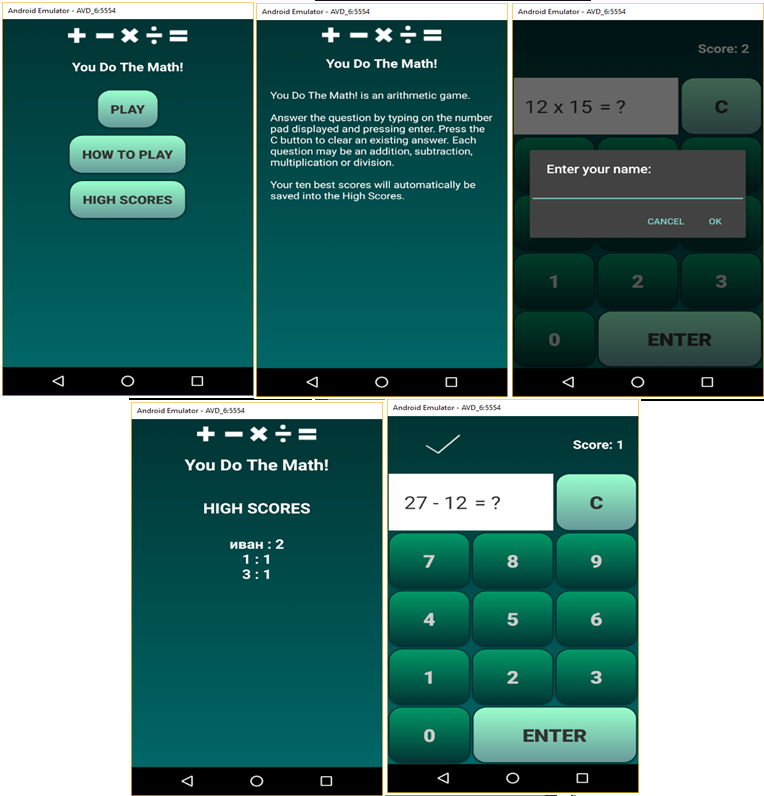 Android Emulator - AVD_6:5554
+ − × ÷ =
You Do The Math!
PLAY
HOW TO PLAY
HIGH SCORES
Android Emulator - AVD_6:5554
+ − × ÷ =
You Do The Math!
You Do The Math! is an arithmetic game.
Answer the question by typing on the number
pad displayed and pressing enter. Press the
C button to clear an existing answer. Each
question may be an addition, subtraction,
multiplication or division.
Your ten best scores will automatically be
saved into the High Scores.
Android Emulator - AVD_6:5554
Score: 2
12 x 15 = ?
C
Enter your name:
CANCEL OK
1 2 3
0 ENTER
Android Emulator - AVD_6:5554
+ − × ÷ =
You Do The Math!
HIGH SCORES
иван : 2
1 : 1
3 : 1
Android Emulator - AVD_6:5554
Score: 1
27 - 12 = ?
C
7 8 9
4 5 6
1 2 3
0 ENTER